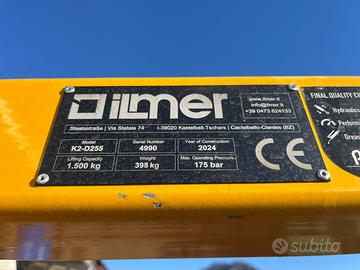 ilmer
www.ilmer.it
info@ilmer.it
+39 0473 624133
Staatsstraße | Via Statale 74 I-39020 Kastelbell-Tschars | Castelbello-Ciardes (BZ)
Model Serial Number Year of Construction
K2-D255 4990 2024
Lifting Capacity Weight Max. Operating Pressure
1.500 kg 398 kg 175 bar
CE
FINAL QUALITY
Hydraulics
subito